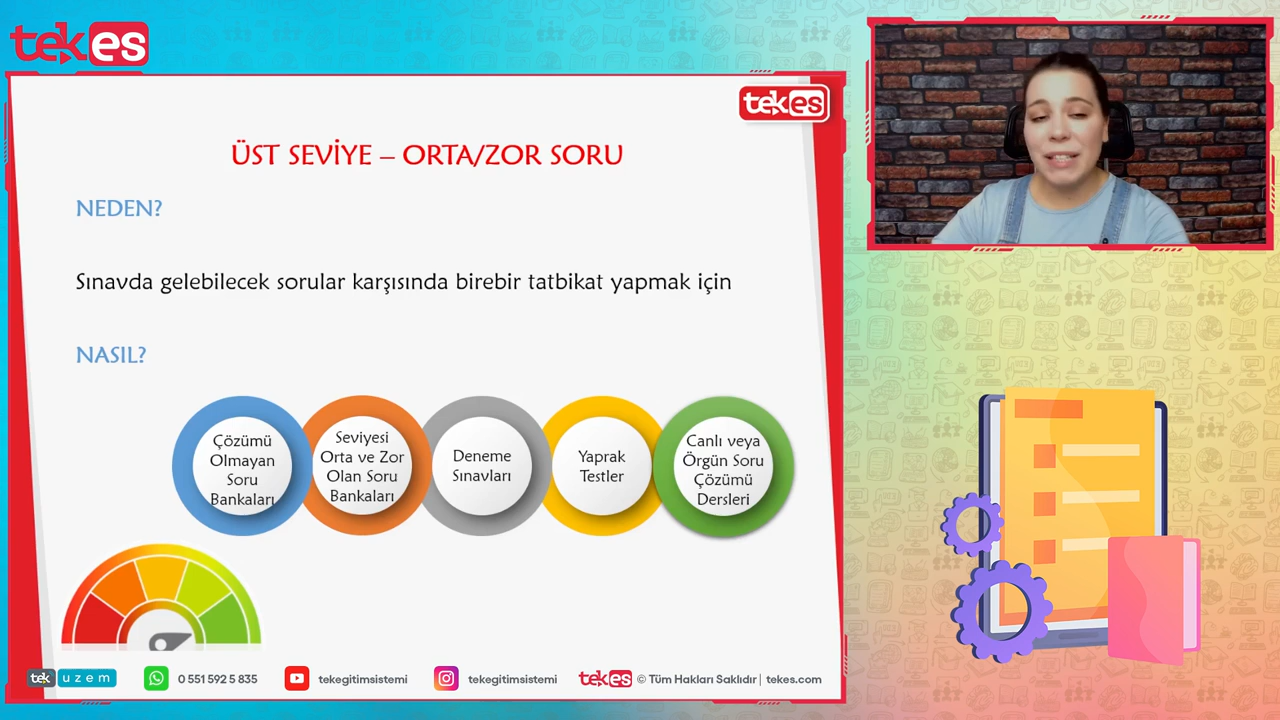 tekes
tekes
ÜST SEVİYE – ORTA/ZOR SORU
NEDEN?
Sınavda gelebilecek sorular karşısında birebir tatbikat yapmak için
NASIL?
Çözümü
Olmayan
Soru
Bankaları
Seviyesi
Orta ve Zor
Olan Soru
Bankaları
Deneme
Sınavları
Yaprak
Testler
Canlı veya
Örgün Soru
Çözümü
Dersleri
tek uzem
0 551 592 5 835
tekegitimsistemi
tekegitimsistemi
tekes © Tüm Hakları Saklıdır | tekes.com